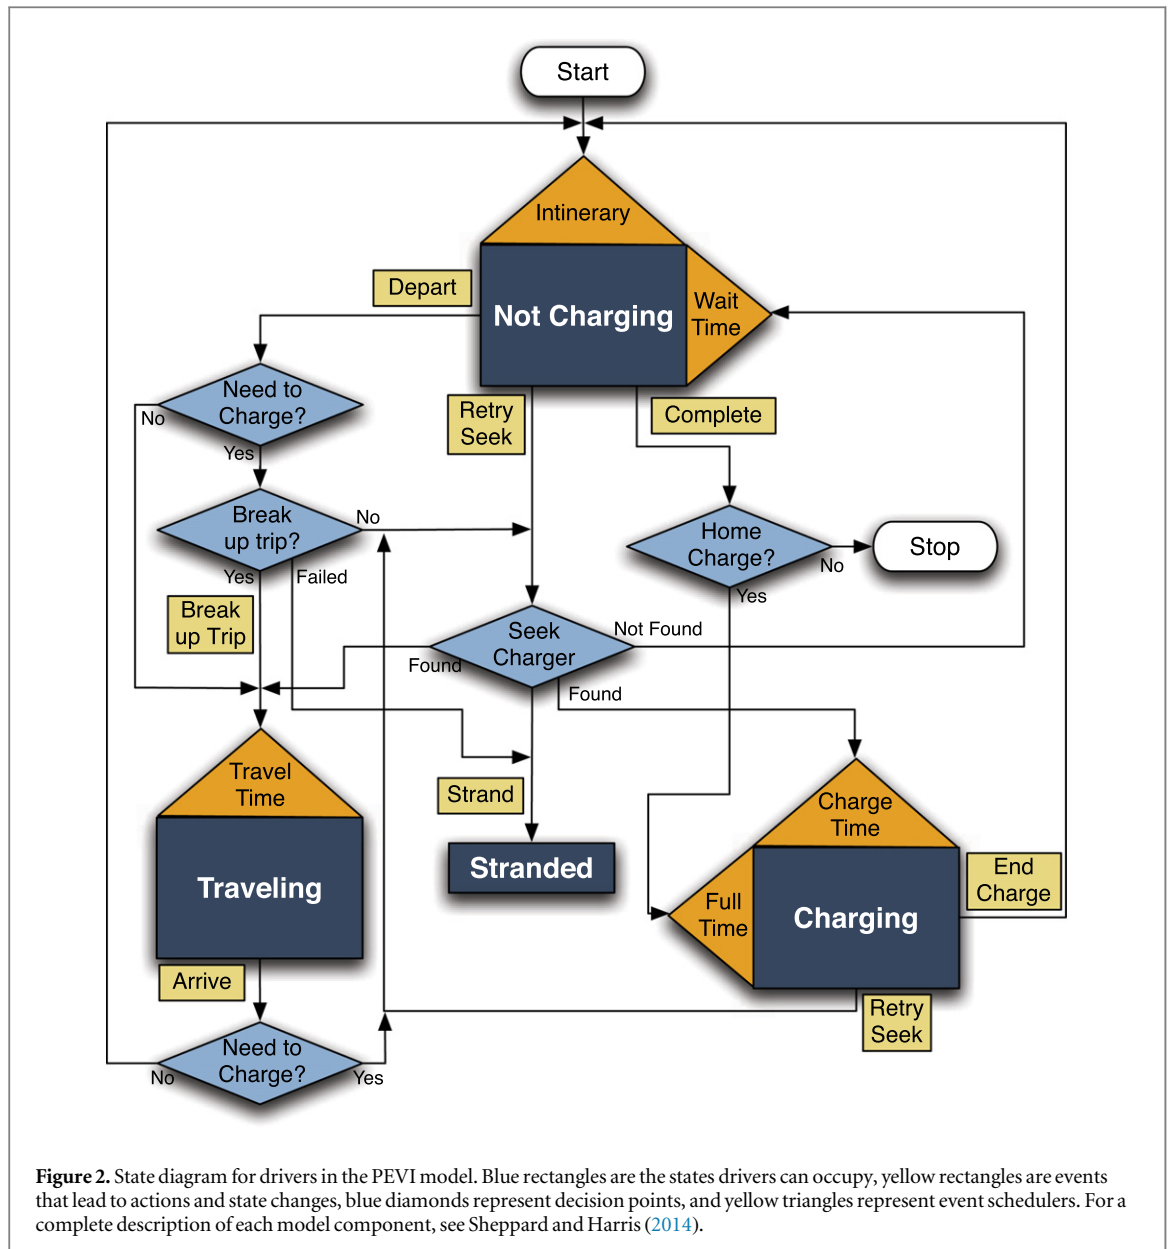 Start
Intinerary
Depart
Not Charging
Wait
Time
Need to
Charge?
No
Yes
Retry
Seek
Complete
Break
up trip?
No
Yes
Failed
Home
Charge?
No
Yes
Stop
Break
up Trip
Seek
Charger
Not Found
Found
Found
Travel
Time
Strand
Charge
Time
Stranded
Traveling
End
Charge
Full
Time
Charging
Arrive
Retry
Seek
Need to
Charge?
No
Yes
Figure 2. State diagram for drivers in the PEVI model. Blue rectangles are the states drivers can occupy, yellow rectangles are events
that lead to actions and state changes, blue diamonds represent decision points, and yellow triangles represent event schedulers. For a
complete description of each model component, see Sheppard and Harris (2014).